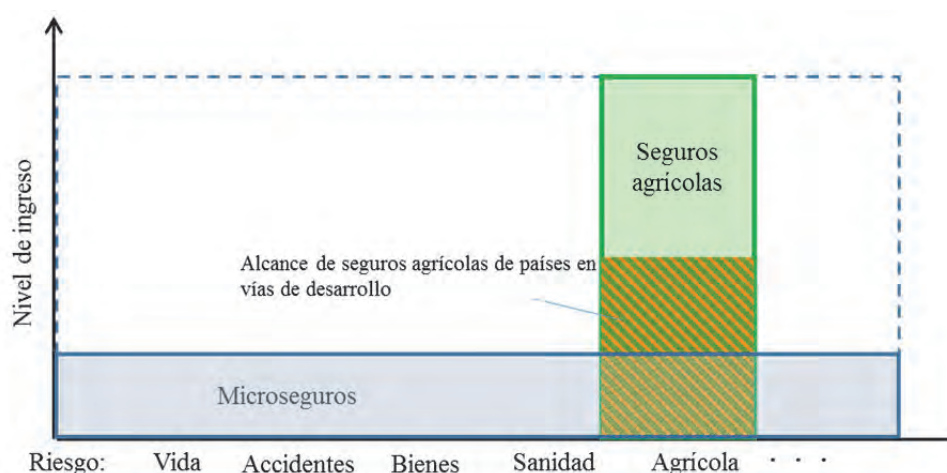 Nivel de ingreso
Seguros
agrícolas
Alcance de seguros agrícolas de países en
vías de desarrollo
Microseguros
Riesgo: Vida Accidentes Bienes Sanidad Agrícola · · ·